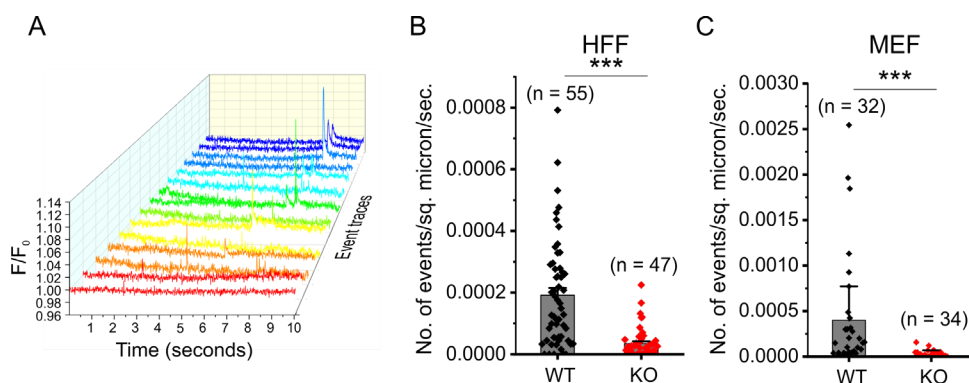 A
F/F0
1.14
1.12
1.10
1.08
1.06
1.04
1.02
1.00
0.98
0.96
1 2 3 4 5 6 7 8 9 10
Time (seconds)
Event traces
B
HFF
***
(n = 55)
(n = 47)
No. of events/sq. micron/sec.
0.0008
0.0006
0.0004
0.0002
0.0000
WT KO
C
MEF
***
(n = 32)
(n = 34)
No. of events/sq. micron/sec.
0.0030
0.0025
0.0020
0.0015
0.0010
0.0005
0.0000
WT KO